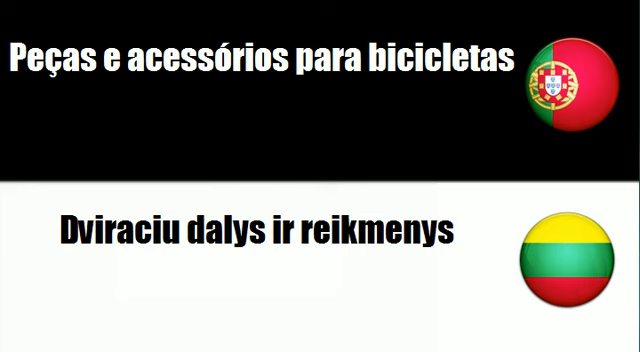 Peças e acessórios para bicicletas
Dviraciu dalys ir reikmenys